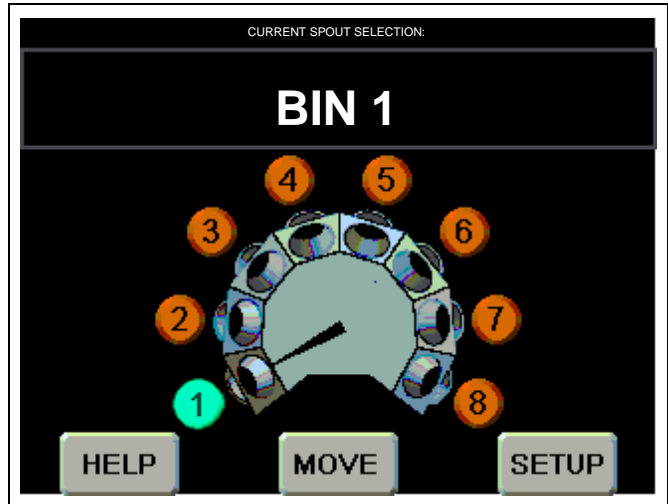 CURRENT SPOUT SELECTION:
BIN 1
4 5
3 6
2 7
1 8
HELP MOVE SETUP